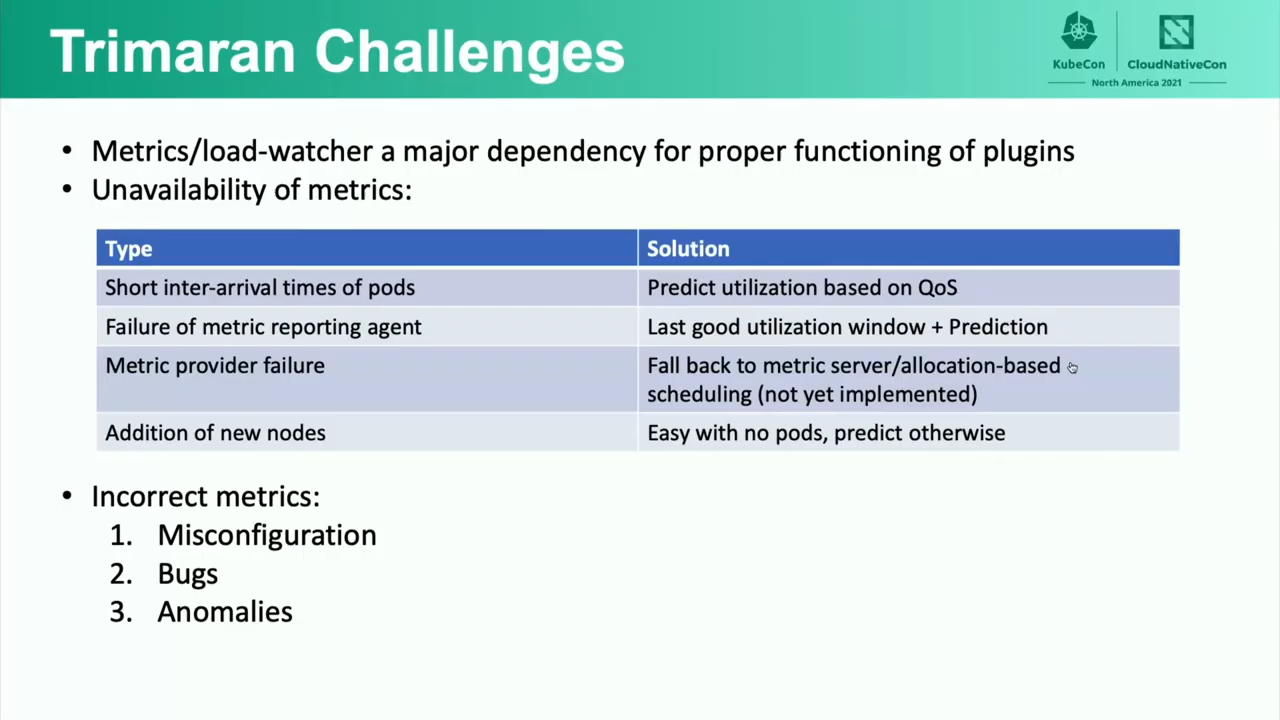 Trimaran Challenges
KubeCon
CloudNativeCon
North America 2021
• Metrics/load-watcher a major dependency for proper functioning of plugins
• Unavailability of metrics:
Type
Solution
Short inter-arrival times of pods
Predict utilization based on QoS
Failure of metric reporting agent
Last good utilization window + Prediction
Metric provider failure
Fall back to metric server/allocation-based
scheduling (not yet implemented)
Addition of new nodes
Easy with no pods, predict otherwise
• Incorrect metrics:
1. Misconfiguration
2. Bugs
3. Anomalies